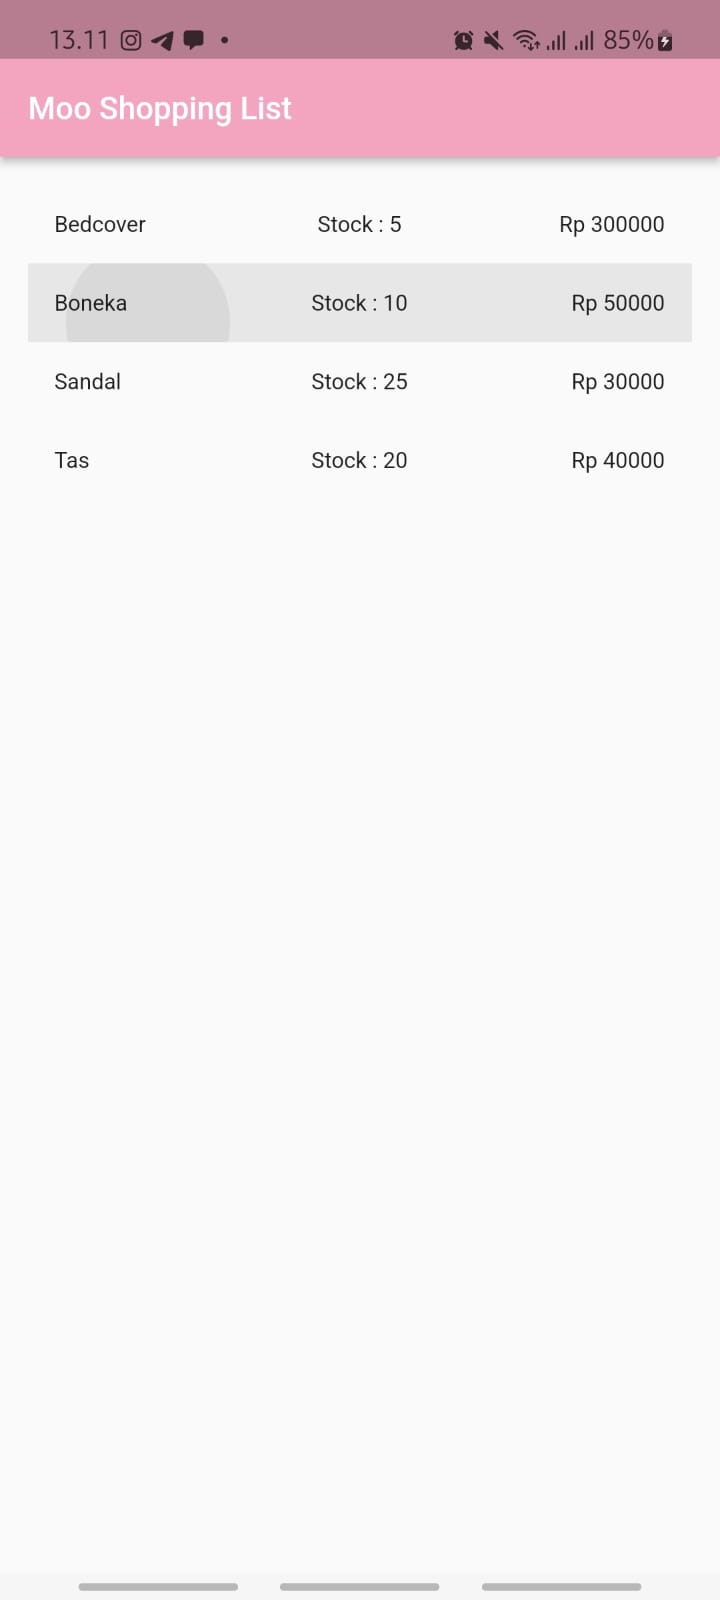 13.11 85%
Moo Shopping List
Bedcover Stock : 5 Rp 300000
Boneka Stock : 10 Rp 50000
Sandal Stock : 25 Rp 30000
Tas Stock : 20 Rp 40000